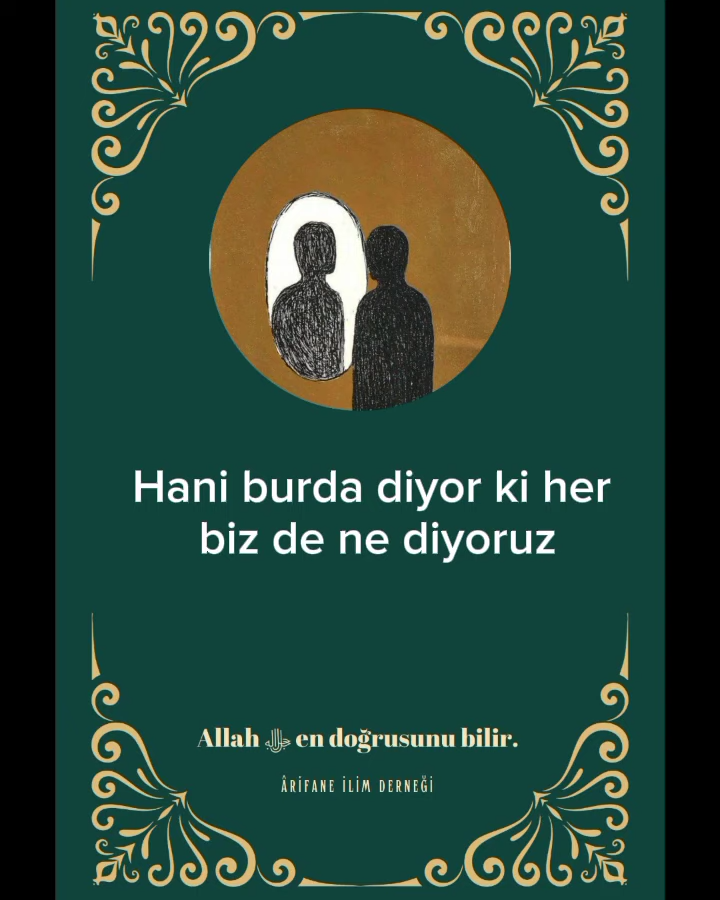 Hani burda diyor ki her
biz de ne diyoruz
Allah ﷻ en doğrusunu bilir.
ÂRİFANE İLİM DERNEĞİ